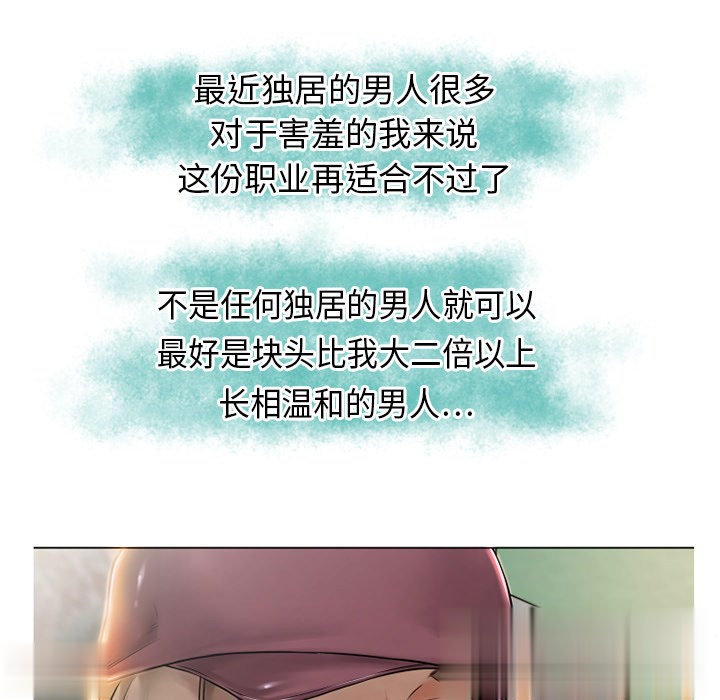 最近独居的男人很多
对于害羞的我来说
这份职业再适合不过了
不是任何独居的男人就可以
最好是块头比我大二倍以上
长相温和的男人...